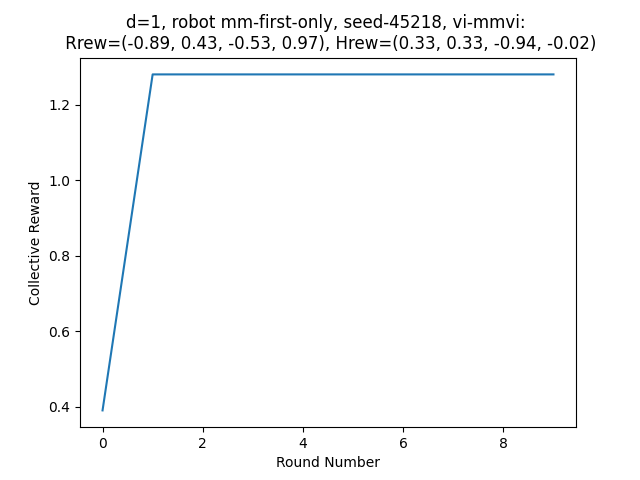 d=1, robot mm-first-only, seed-45218, vi-mmvi:
Rrew=(-0.89, 0.43, -0.53, 0.97), Hrew=(0.33, 0.33, -0.94, -0.02)
1.2
1.0
0.8
0.6
0.4
Collective Reward
0 2 4 6 8
Round Number